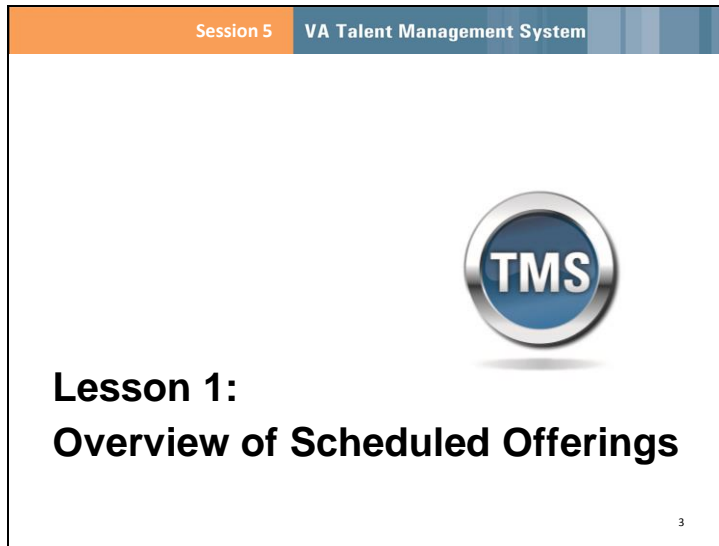 Session 5 VA Talent Management System
TMS
Lesson 1:
Overview of Scheduled Offerings
3